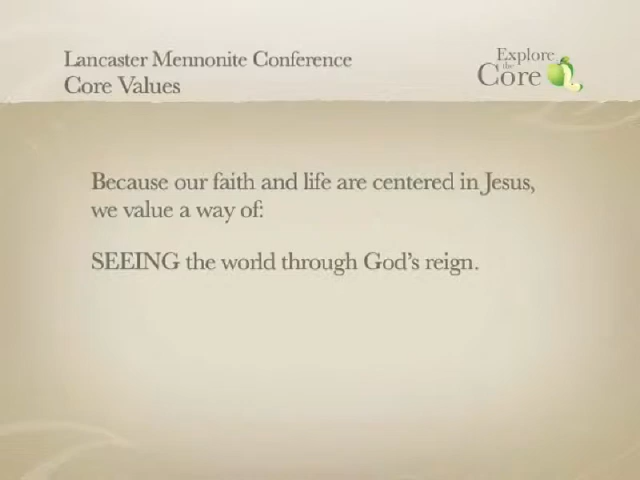 Lancaster Mennonite Conference
Core Values
Explore
the
Core
Because our faith and life are centered in Jesus,
we value a way of:
SEEING the world through God's reign.